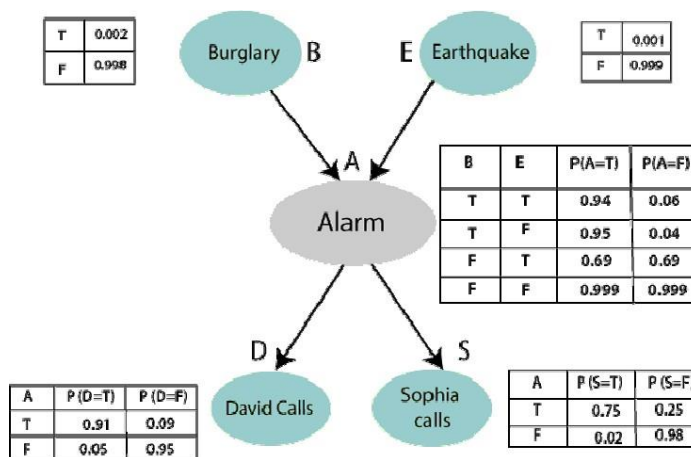 T 0.002
F 0.998
Burglary B
E Earthquake
T 0.001
F 0.999
A
Alarm
B E P(A=T) P(A=F)
T T 0.94 0.06
T F 0.95 0.04
F T 0.69 0.69
F F 0.999 0.999
D
S
A P (D=T) P (D=F)
T 0.91 0.09
F 0.05 0.95
David Calls
Sophia
calls
A P (S=T) P (S=F)
T 0.75 0.25
F 0.02 0.98